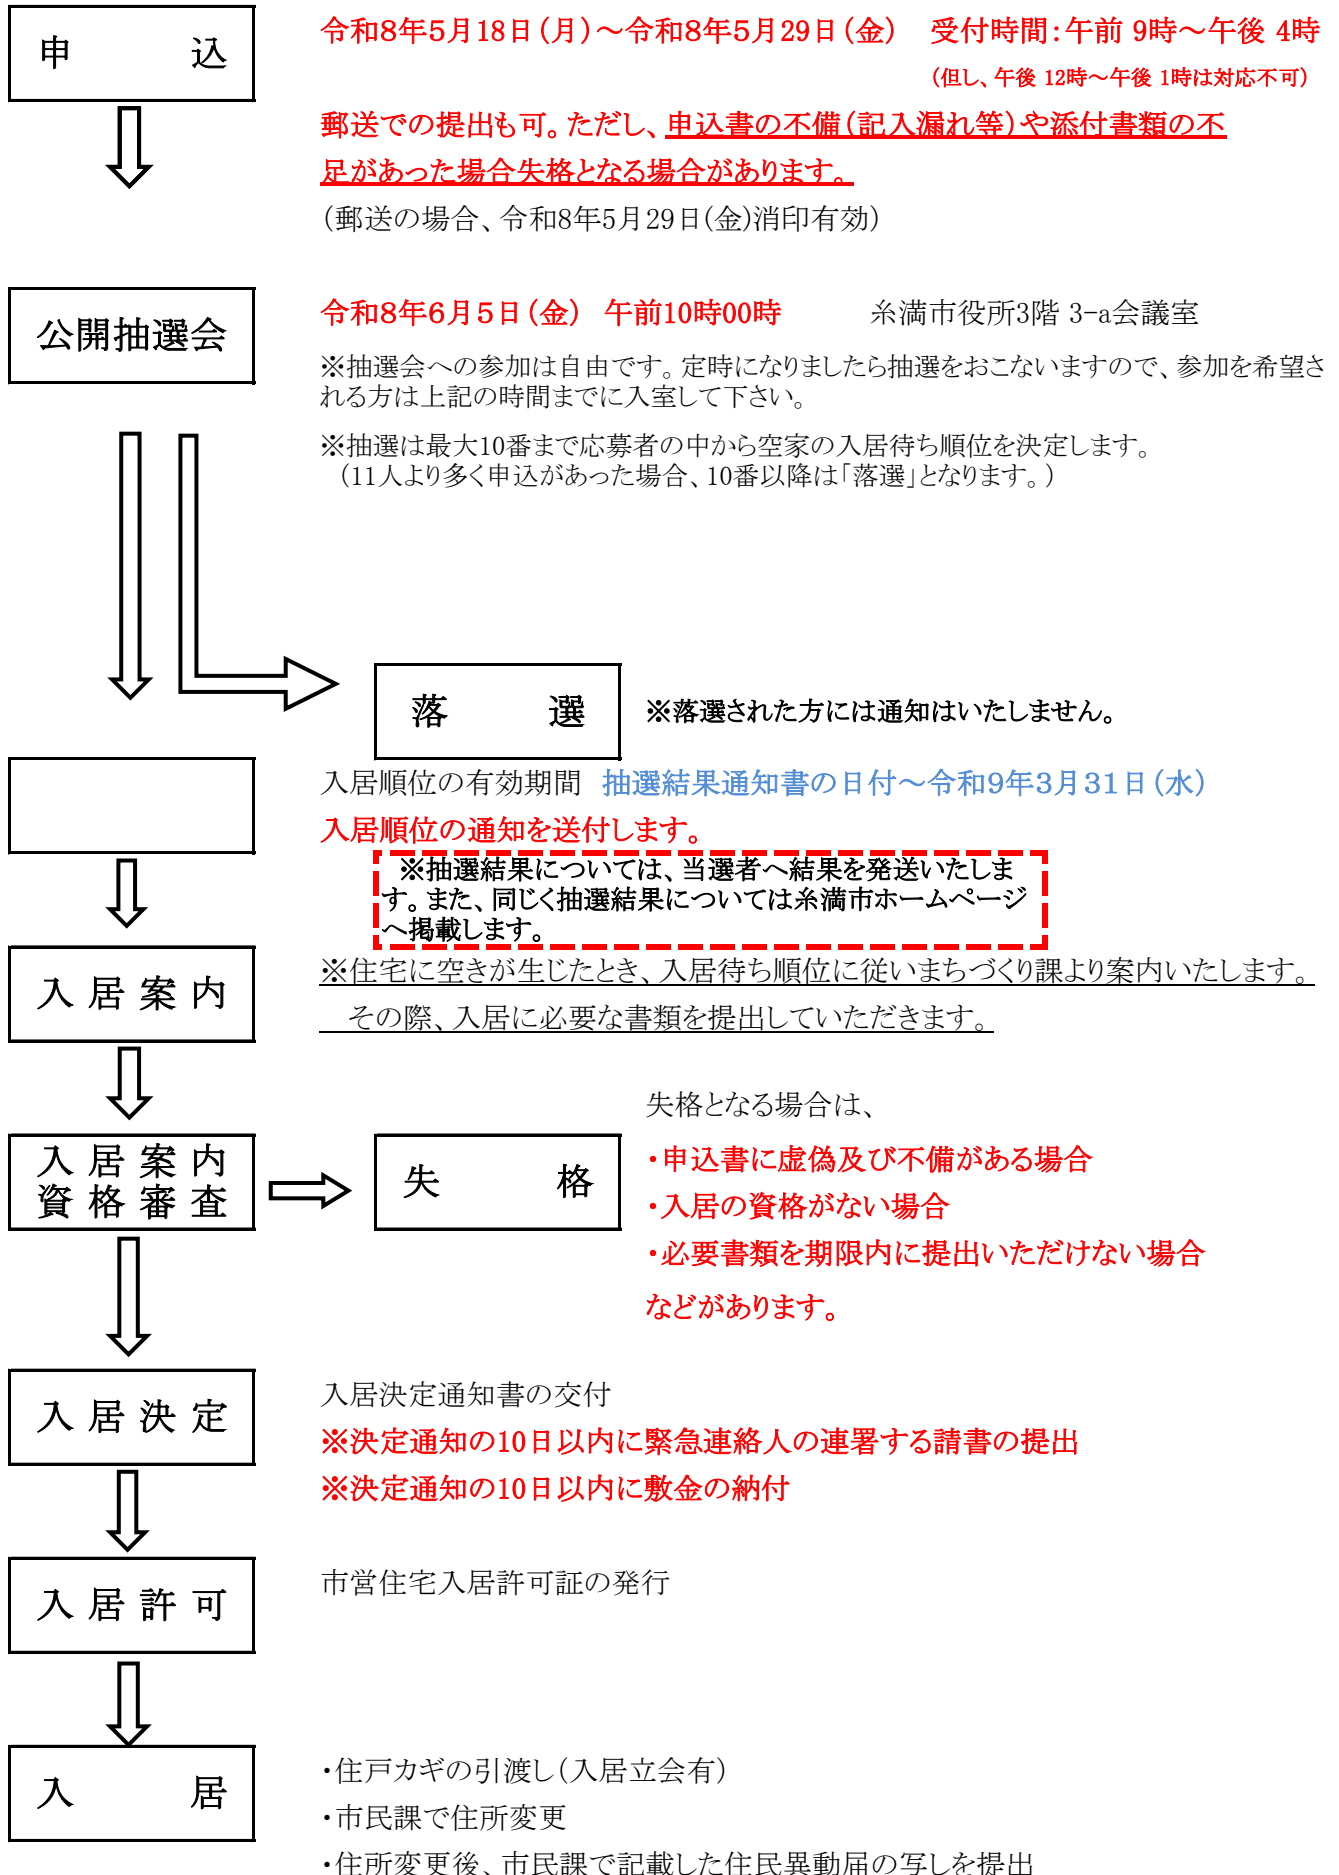 申　込
令和8年5月18日（月）～令和8年5月29日（金）　受付時間：午前 9時～午後 4時
（但し、午後 12時～午後 1時は対応不可）
郵送での提出も可。ただし、申込書の不備（記入漏れ等）や添付書類の不
足があった場合失格となる場合があります。
（郵送の場合、令和8年5月29日(金)消印有効）
公開抽選会
令和8年6月5日（金）　午前10時00時　　糸満市役所3階 3-a会議室
※抽選会への参加は自由です。定時になりましたら抽選をおこないますので、参加を希望さ
れる方は上記の時間までに入室して下さい。
※抽選は最大10番まで応募者の中から空家の入居待ち順位を決定します。
（11人より多く申込があった場合、10番以降は「落選」となります。）
落　選
※落選された方には通知はいたしません。
入居順位の有効期間　抽選結果通知書の日付～令和9年3月31日（水）
入居順位の通知を送付します。
※抽選結果については、当選者へ結果を発送いたしま
す。また、同じく抽選結果については糸満市ホームページ
へ掲載します。
入居案内
※住宅に空きが生じたとき、入居待ち順位に従いまちづくり課より案内いたします。
その際、入居に必要な書類を提出していただきます。
入居案内
資格審査
失　格
失格となる場合は、
・申込書に虚偽及び不備がある場合
・入居の資格がない場合
・必要書類を期限内に提出いただけない場合
などがあります。
入居決定
入居決定通知書の交付
※決定通知の10日以内に緊急連絡人の連署する請書の提出
※決定通知の10日以内に敷金の納付
入居許可
市営住宅入居許可証の発行
入　居
・住戸カギの引渡し（入居立会有）
・市民課で住所変更
・住所変更後、市民課で記載した住民異動届の写しを提出